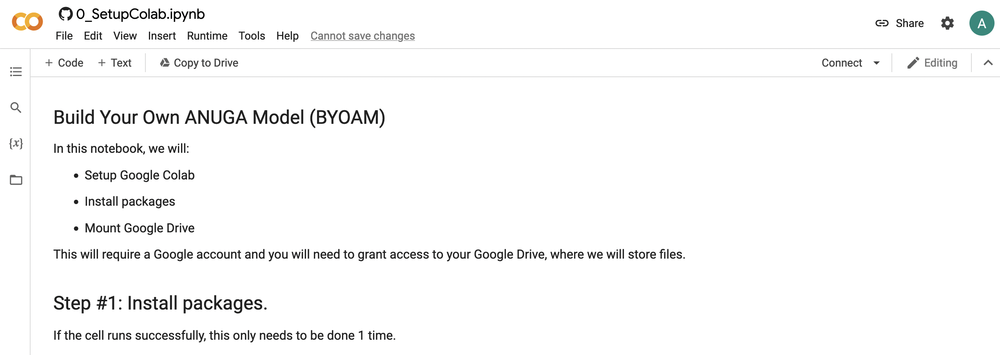 0_SetupColab.ipynb
File Edit View Insert Runtime Tools Help Cannot save changes
Share
A
+ Code + Text Copy to Drive
Connect
Editing
{x}
Build Your Own ANUGA Model (BYOAM)
In this notebook, we will:
• Setup Google Colab
• Install packages
• Mount Google Drive
This will require a Google account and you will need to grant access to your Google Drive, where we will store files.
Step #1: Install packages.
If the cell runs successfully, this only needs to be done 1 time.